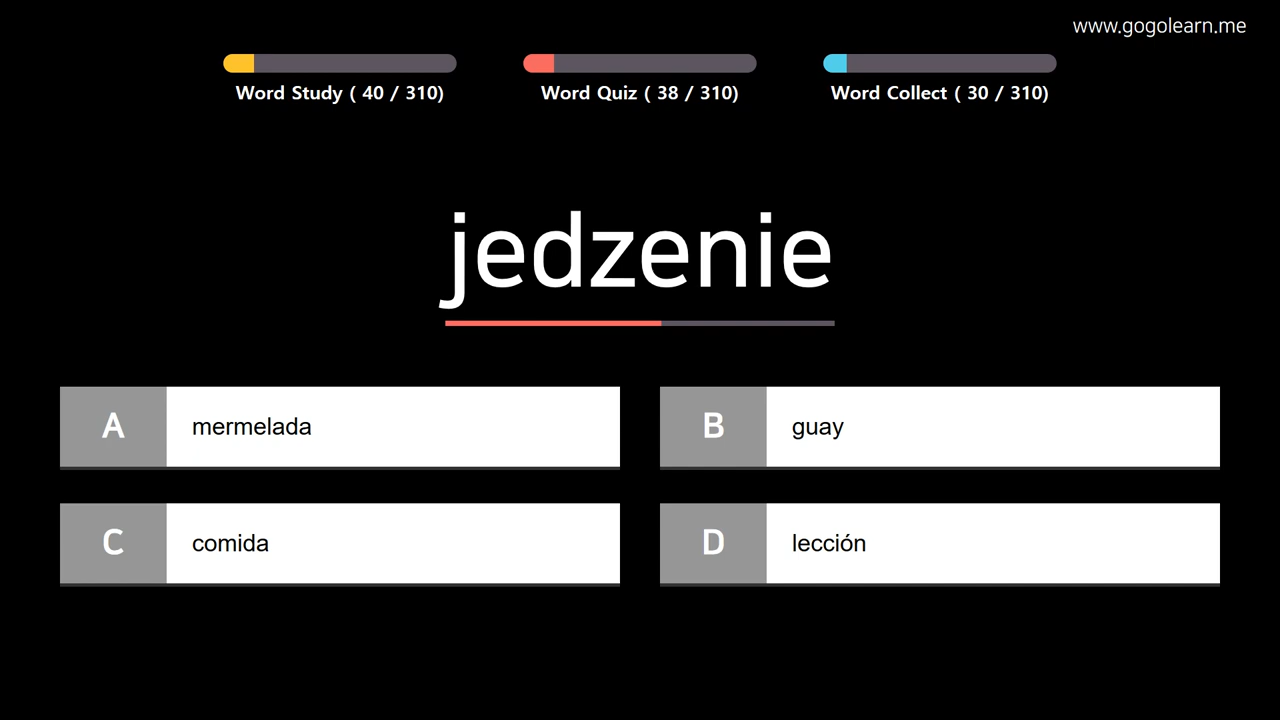 www.gogolearn.me
Word Study ( 40 / 310)
Word Quiz ( 38 / 310)
Word Collect ( 30 / 310)
jedzenie
A mermelada
B guay
C comida
D lección